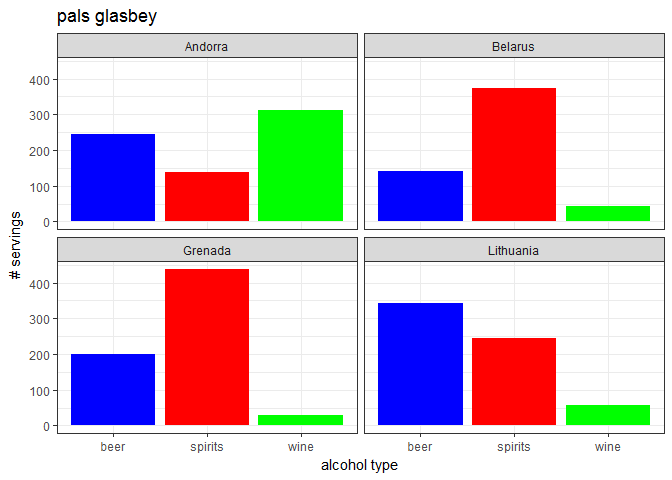 pals glasbey
Andorra
Belarus
400
300
200
100
0
Grenada
Lithuania
400
300
200
100
0
# servings
beer
spirits
wine
beer
spirits
wine
alcohol type